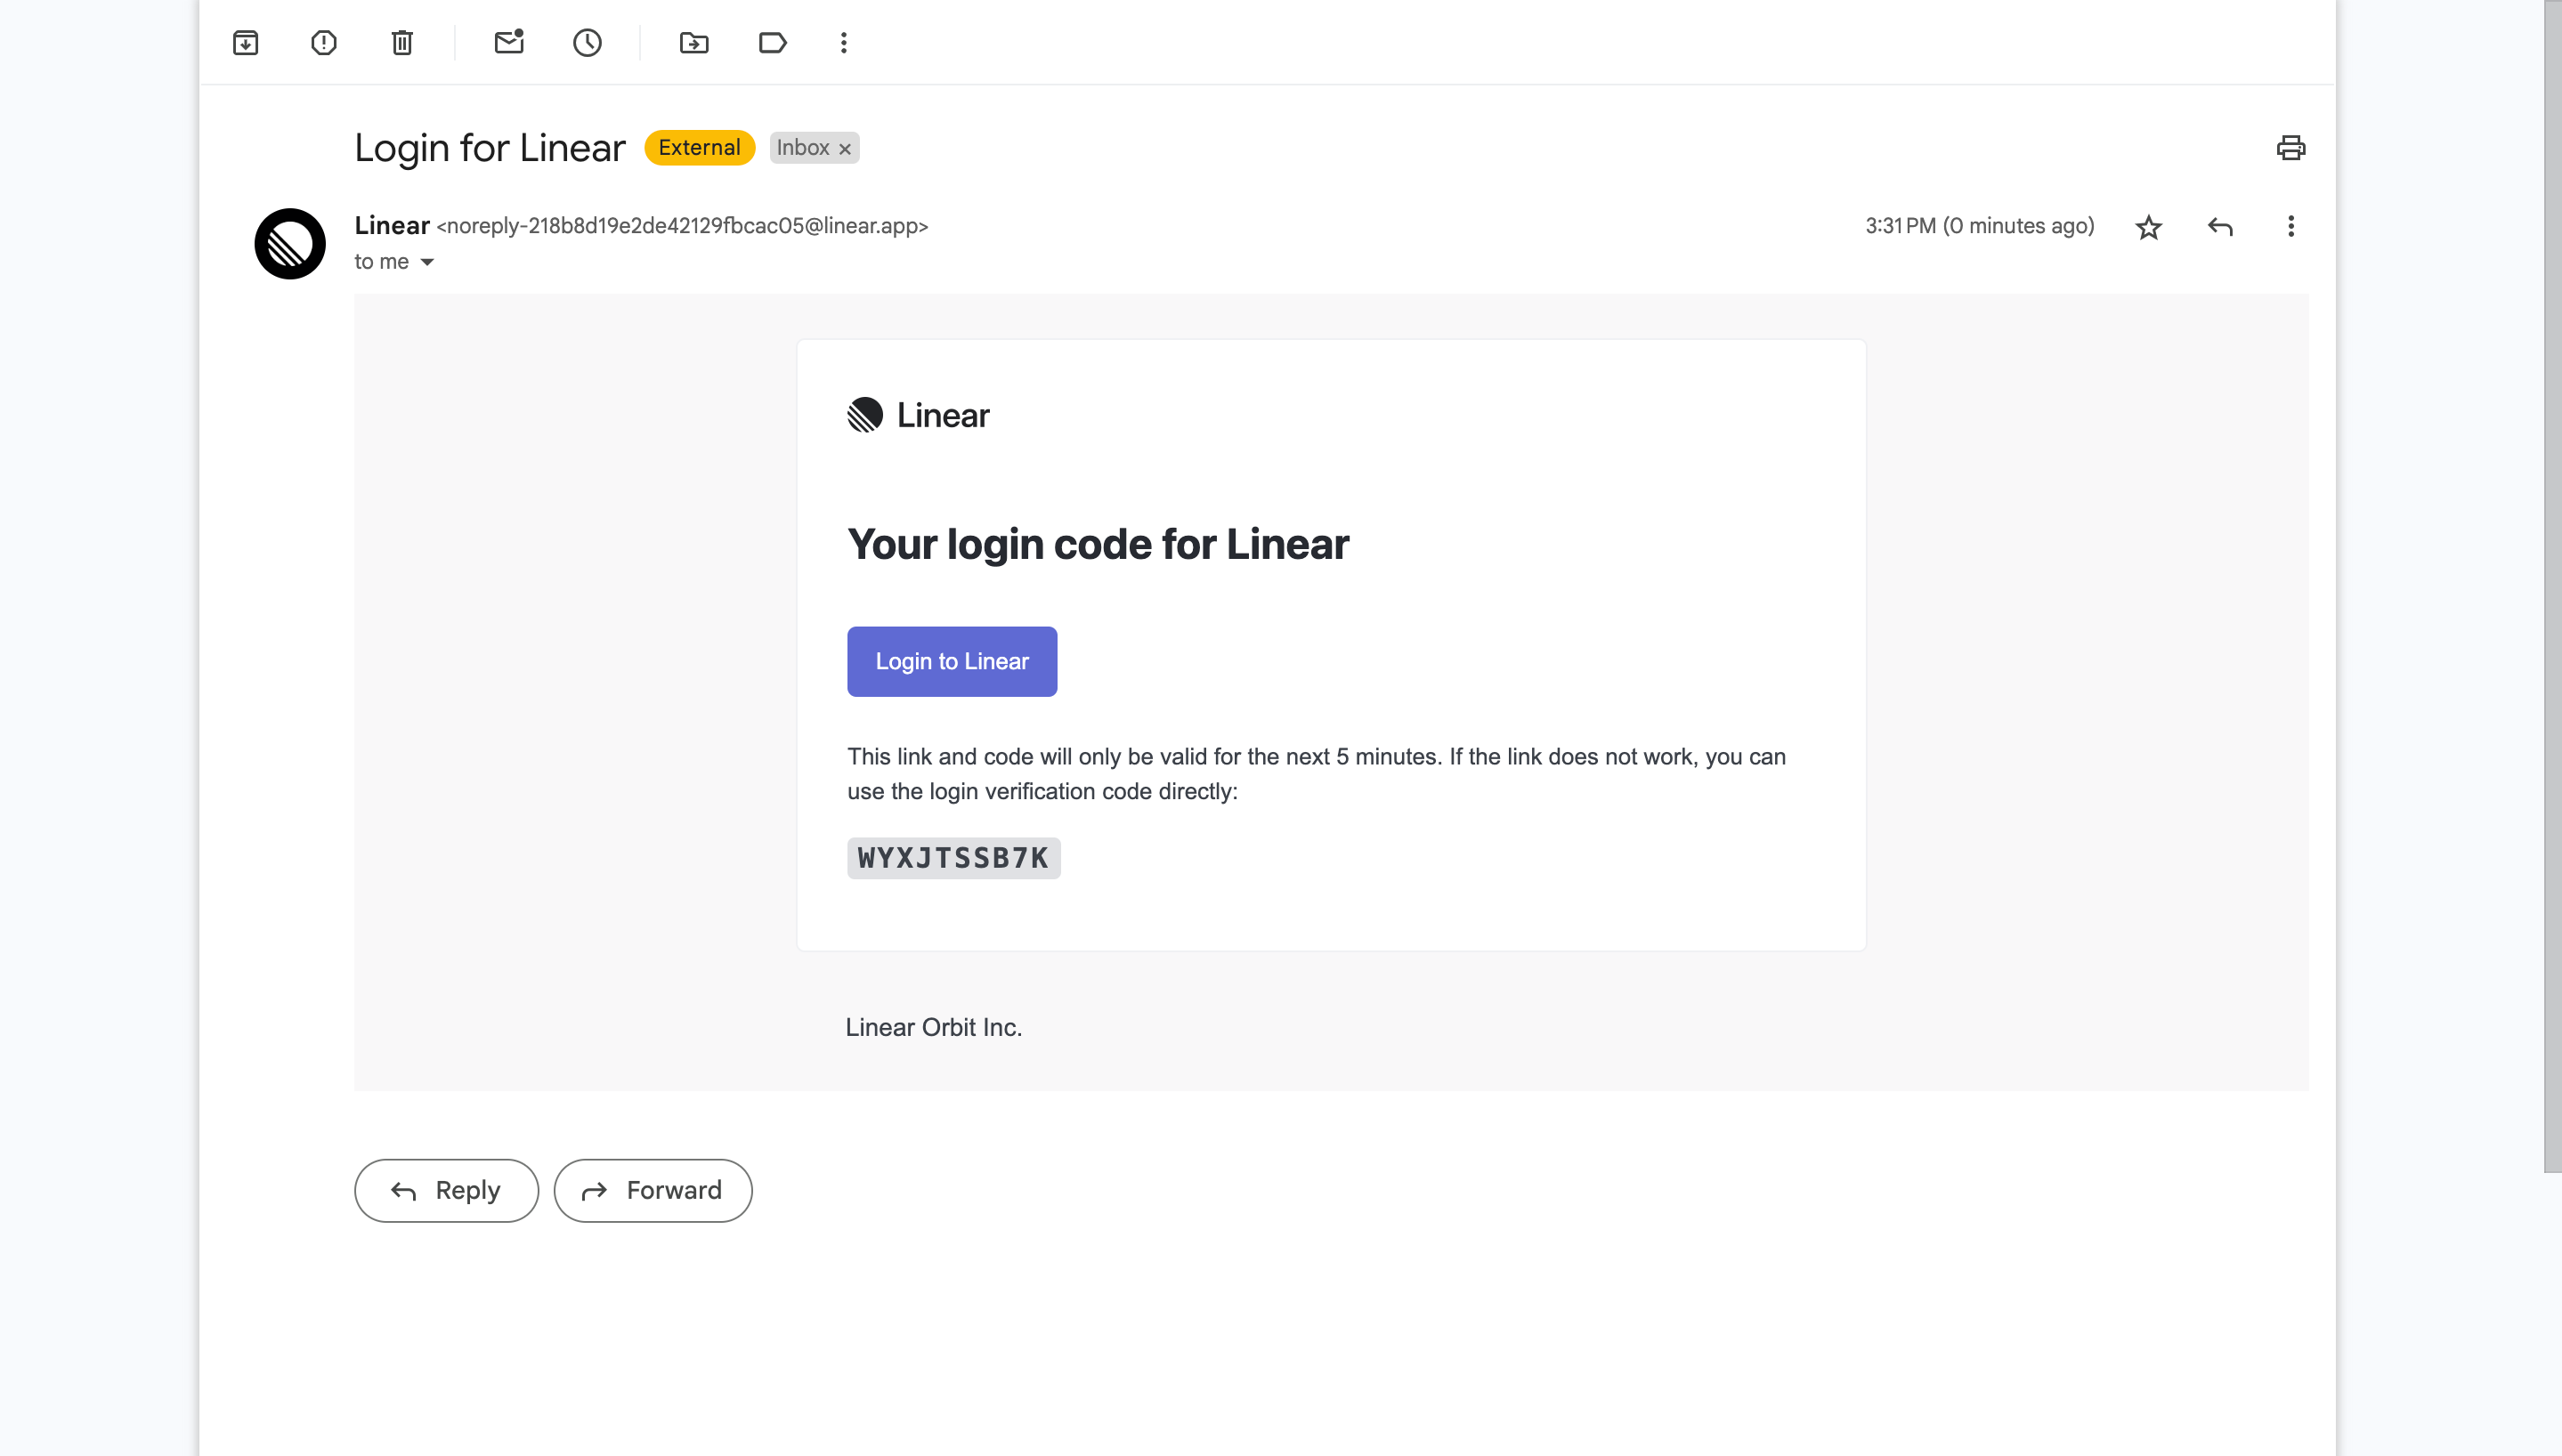 Login for Linear External Inbox ×
Linear <noreply-218b8d19e2de42129fbcac05@linear.app> 3:31 PM (0 minutes ago)
to me
Linear
Your login code for Linear
Login to Linear
This link and code will only be valid for the next 5 minutes. If the link does not work, you can
use the login verification code directly:
WYXJTSSB7K
Linear Orbit Inc.
Reply Forward